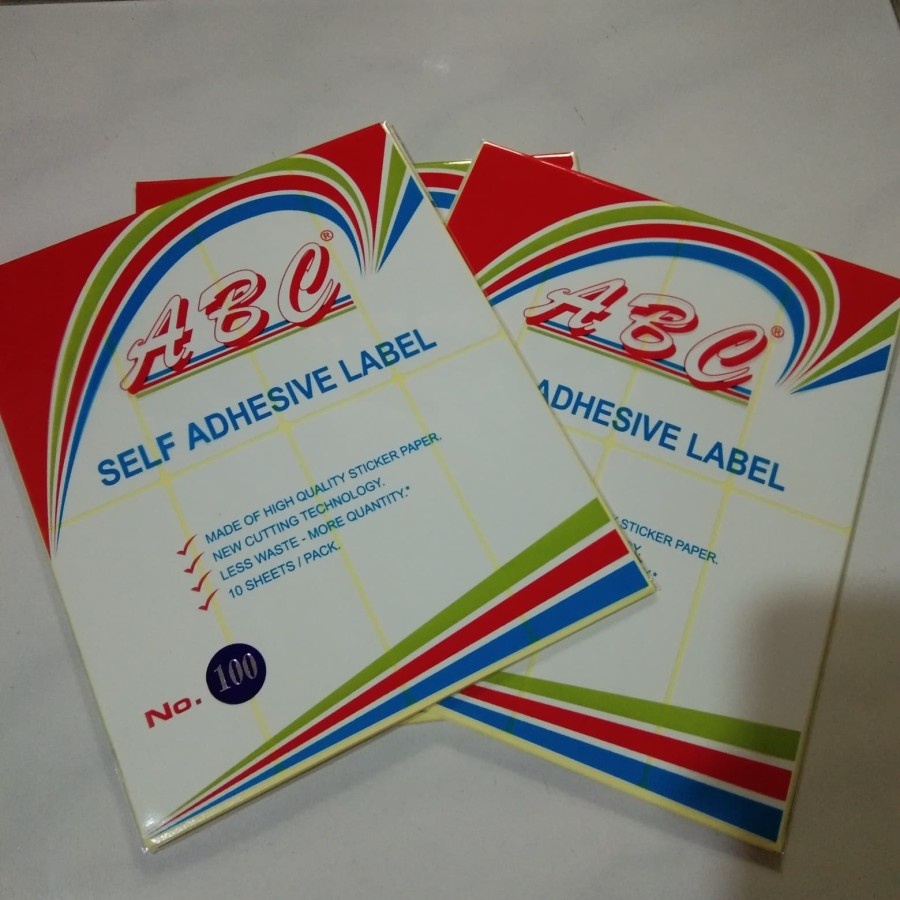 ABC®
SELF ADHESIVE LABEL
MADE OF HIGH QUALITY STICKER PAPER.
NEW CUTTING TECHNOLOGY.
LESS WASTE - MORE QUANTITY.*
10 SHEETS / PACK.
No. 100
ABC®
ADHESIVE LABEL
STICKER PAPER.